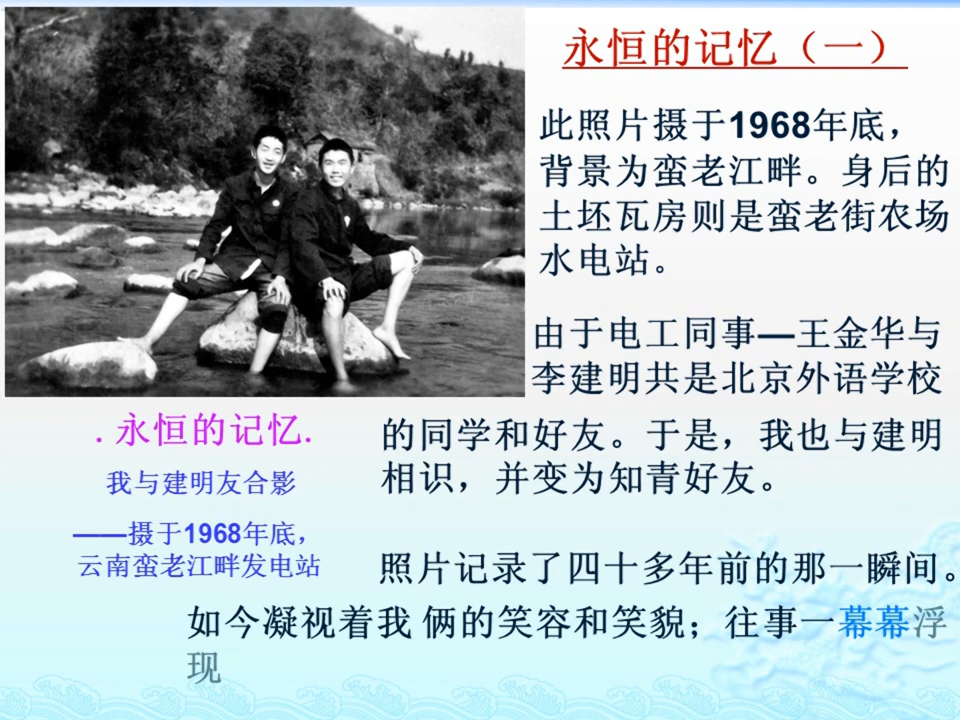 永恒的记忆（一）
此照片摄于1968年底，
背景为蛮老江畔。身后的
土坯瓦房则是蛮老街农场
水电站。
由于电工同事—王金华与
李建明共是北京外语学校
的同学和好友。于是，我也与建明
相识，并变为知青好友。
. 永恒的记忆.
我与建明友合影
——摄于1968年底，
云南蛮老江畔发电站
照片记录了四十多年前的那一瞬间。
如今凝视着我 俩的笑容和笑貌；往事一幕幕浮
现